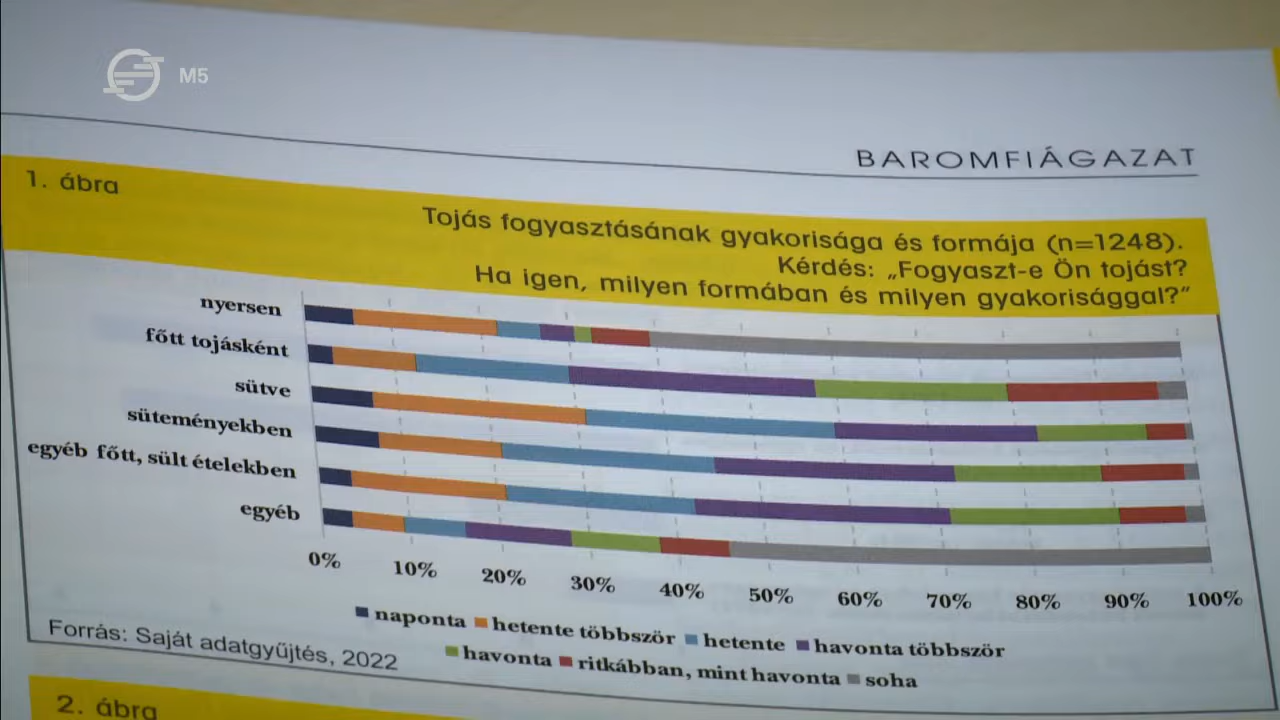 M5
BAROMFIÁGAZAT
1. ábra
Tojás fogyasztásának gyakorisága és formája (n=1248).
Kérdés: „Fogyaszt-e Ön tojást?
Ha igen, milyen formában és milyen gyakorisággal?”
nyersen
főtt tojásként
sütve
süteményekben
egyéb főtt, sült ételekben
egyéb
0% 10% 20% 30% 40% 50% 60% 70% 80% 90% 100%
naponta hetente többször hetente havonta többször
havonta ritkábban, mint havonta soha
Forrás: Saját adatgyűjtés, 2022
2. ábra